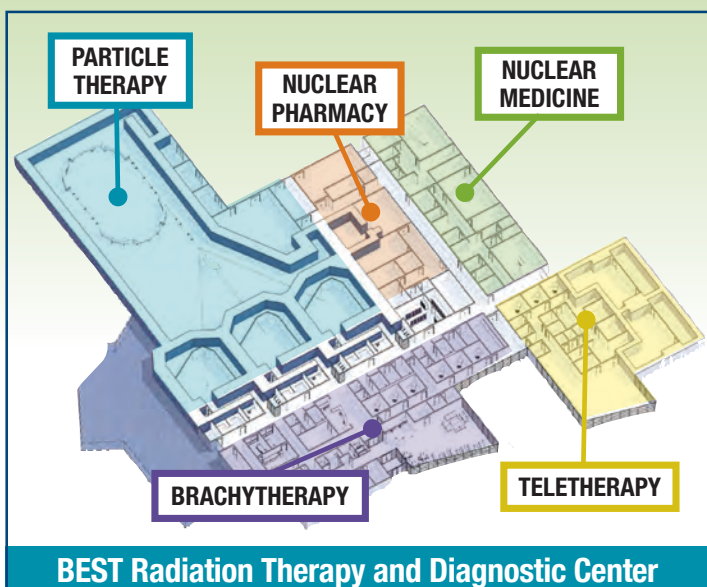 PARTICLE
THERAPY
NUCLEAR
PHARMACY
NUCLEAR
MEDICINE
BRACHYTHERAPY
TELETHERAPY
BEST Radiation Therapy and Diagnostic Center